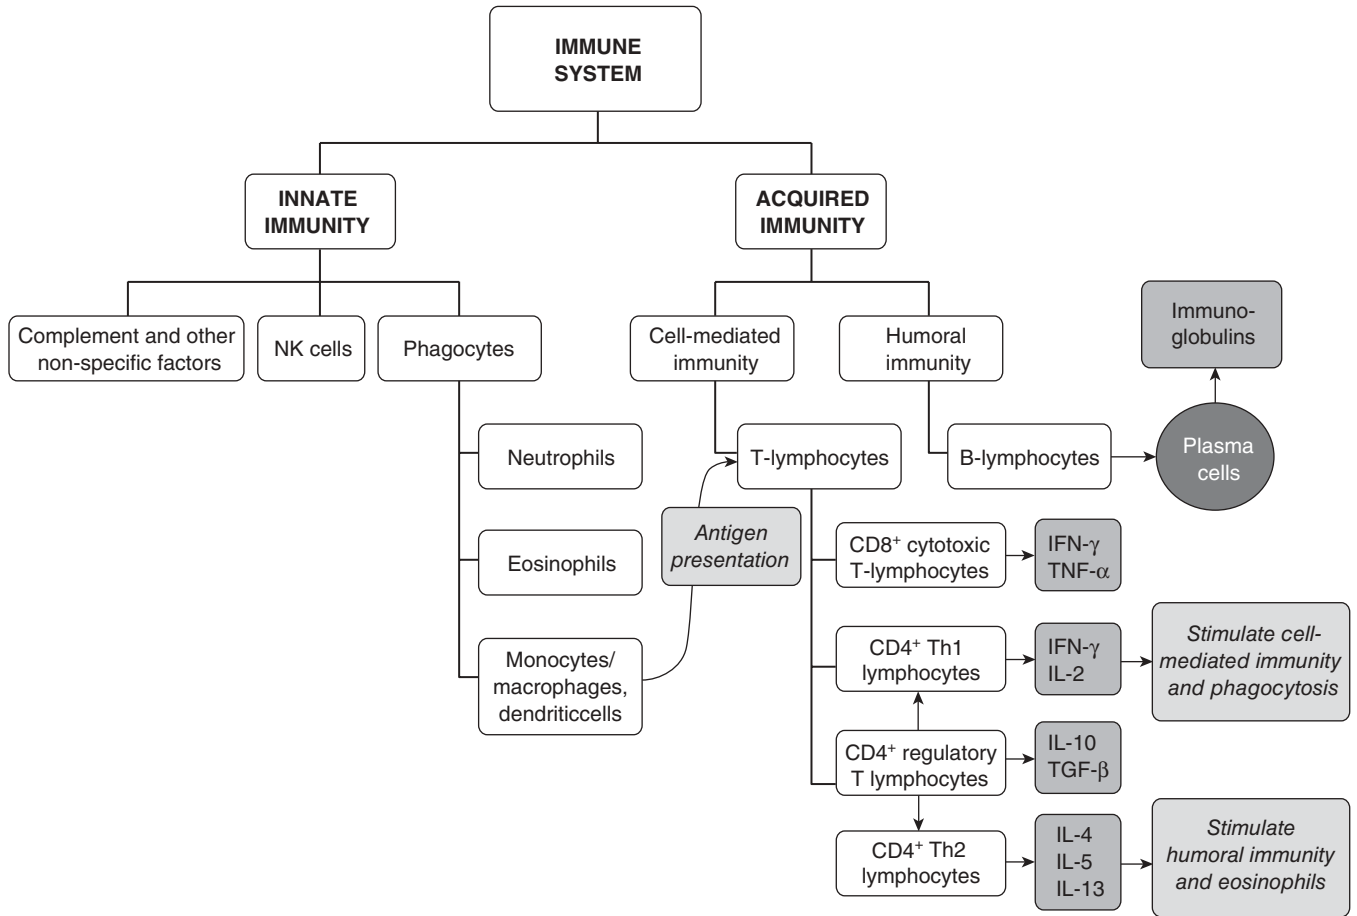 IMMUNE
SYSTEM
INNATE
IMMUNITY
ACQUIRED
IMMUNITY
Complement and other
non-specific factors
NK cells
Phagocytes
Cell-mediated
immunity
Humoral
immunity
Immuno-
globulins
Neutrophils
T-lymphocytes
B-lymphocytes
Plasma
cells
Antigen
presentation
Eosinophils
CD8⁺ cytotoxic
T-lymphocytes
IFN-γ
TNF-α
Monocytes/
macrophages,
dendriticcells
CD4⁺ Th1
lymphocytes
IFN-γ
IL-2
Stimulate cell-
mediated immunity
and phagocytosis
CD4⁺ regulatory
T lymphocytes
IL-10
TGF-β
CD4⁺ Th2
lymphocytes
IL-4
IL-5
IL-13
Stimulate
humoral immunity
and eosinophils